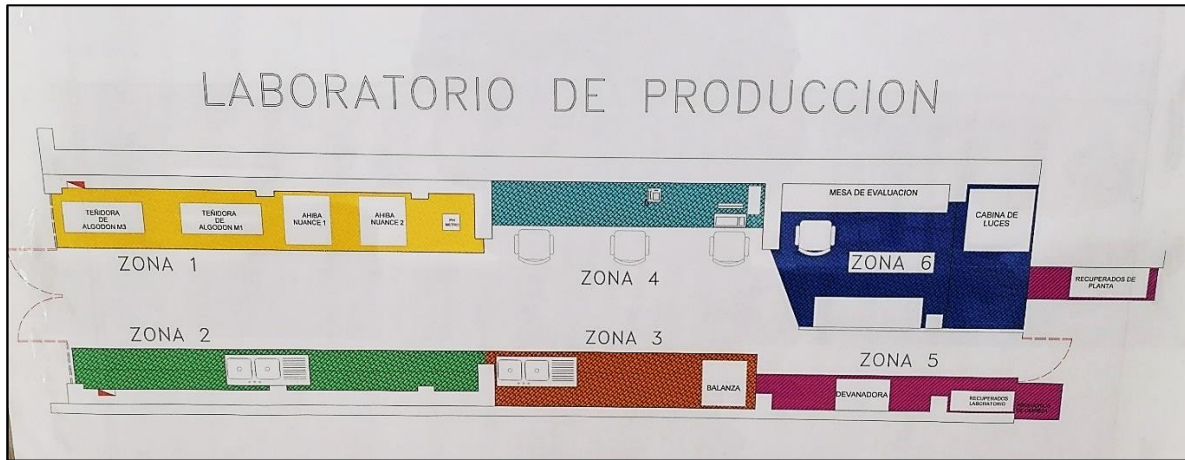 LABORATORIO DE PRODUCCION
TEÑIDORA
DE
ALGODON M3
TEÑIDORA
DE
ALGODON M1
AHIBA
NUANCE 1
AHIBA
NUANCE 2
PH
METRO
ZONA 1
ZONA 4
MESA DE EVALUACION
CABINA DE
LUCES
ZONA 6
RECUPERADOS DE
PLANTA
ZONA 2
ZONA 3
BALANZA
ZONA 5
DEVANADORA
RECUPERADOS
LABORATORIO